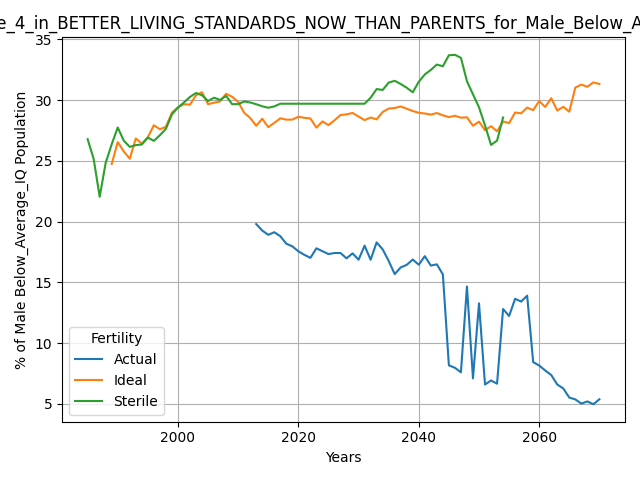 e_4_in_BETTER_LIVING_STANDARDS_NOW_THAN_PARENTS_for_Male_Below_A
% of Male Below_Average_IQ Population
35
30
25
20
15
10
5
Fertility
Actual
Ideal
Sterile
2000 2020 2040 2060
Years